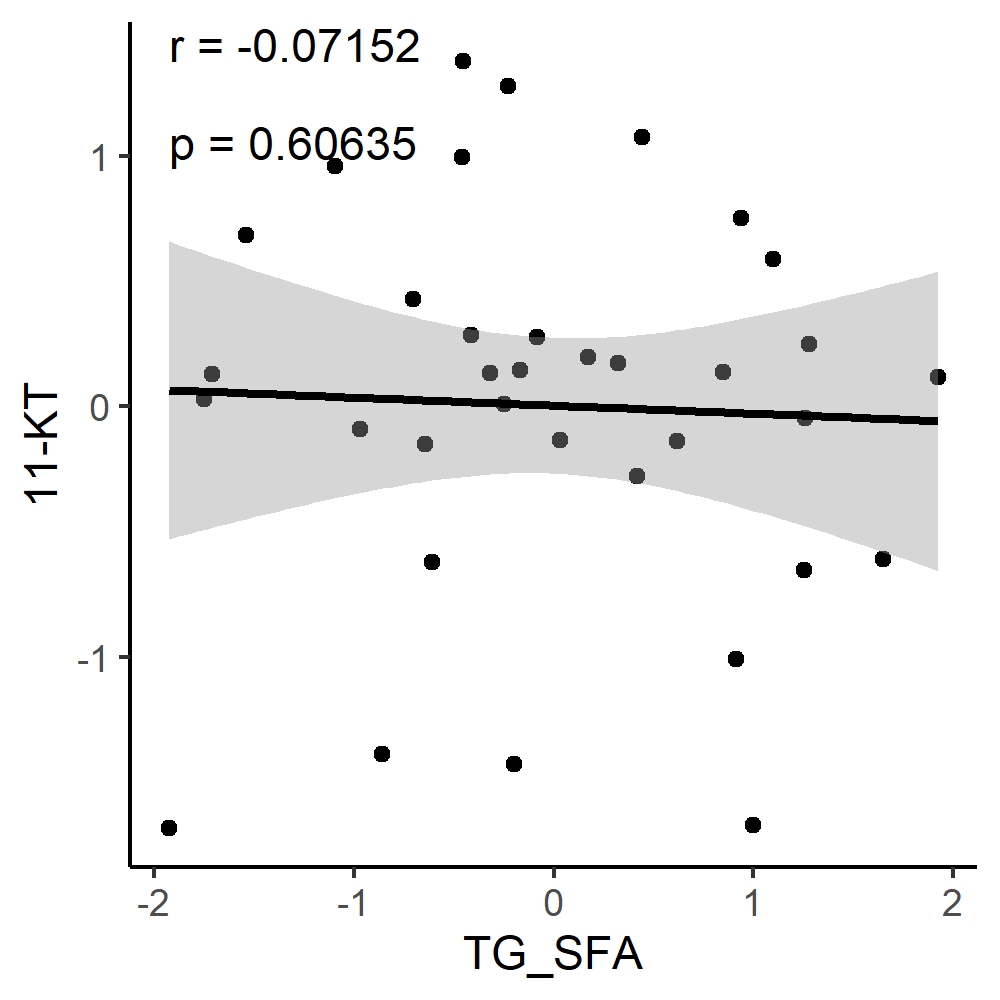 r = -0.07152
p = 0.60635
1
0
-1
11-KT
-2 -1 0 1 2
TG_SFA